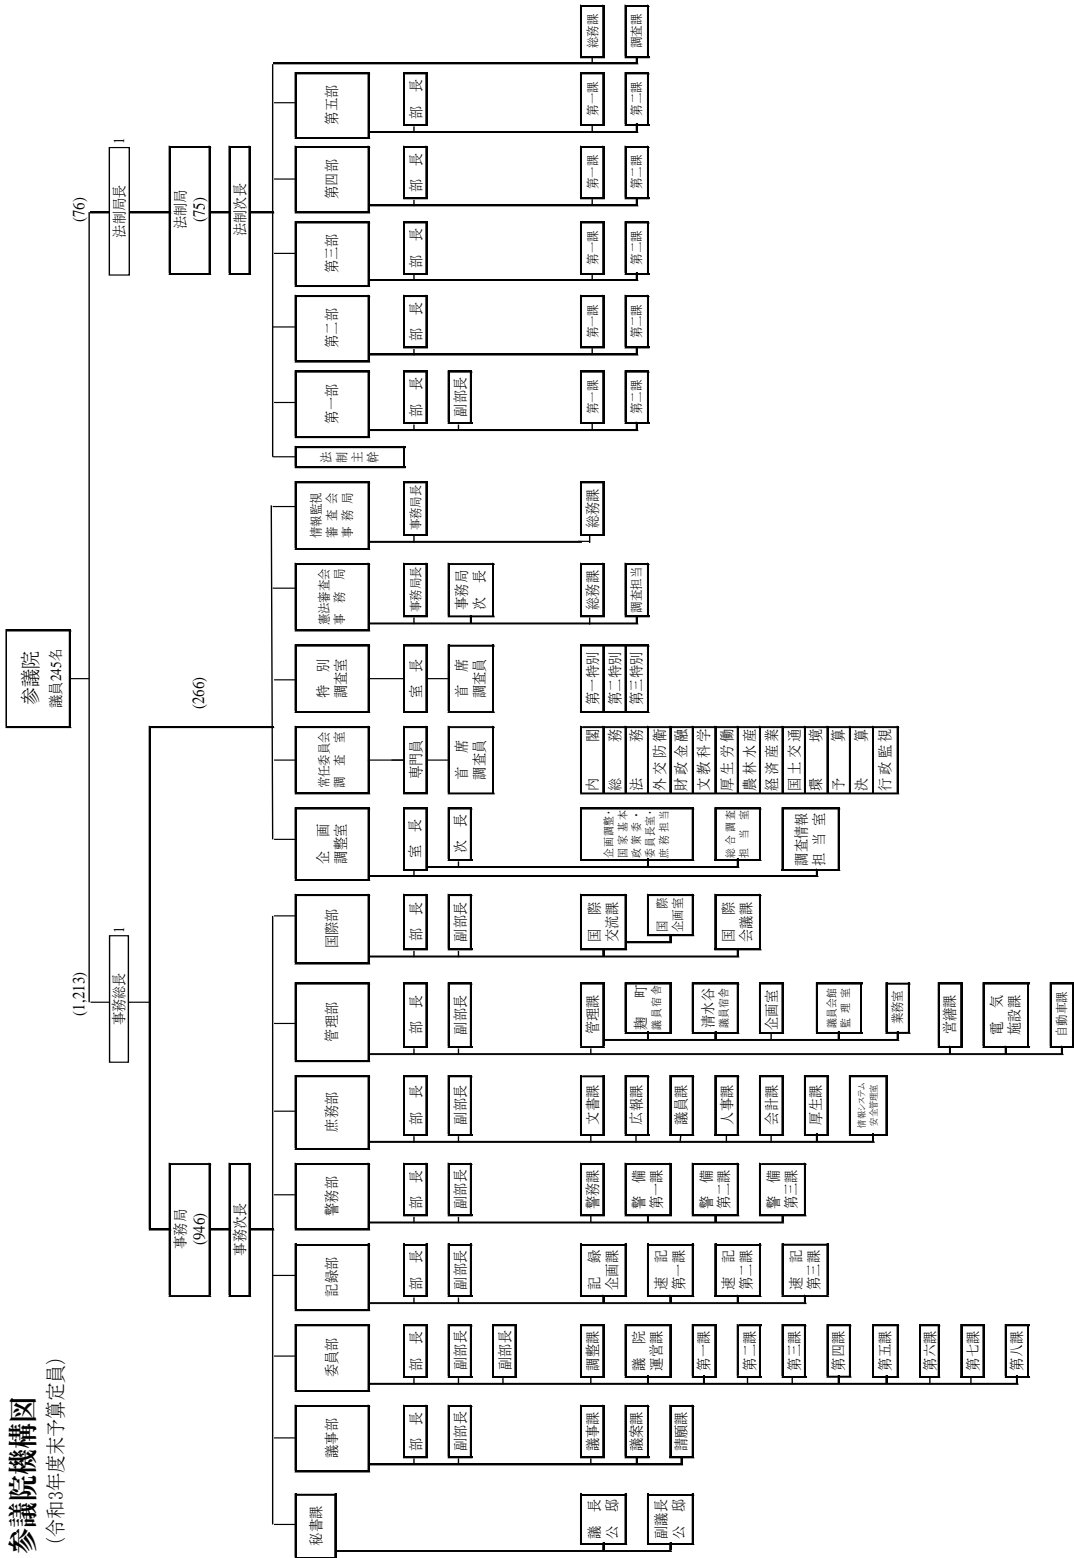 参議院機構図
(令和3年度末予算定員)
参議院
議員245名
(1,213)
(76)
事務総長 1
法制局長 1
(266)
事務局
(946)
事務次長
法制局
(75)
法制次長
秘書課
議長
公邸
副議長
公邸
議事部
部長
副部長
議事課
議案課
請願課
委員部
部長
副部長
副部長
調整課
議院
運営課
第一課
第二課
第三課
第四課
第五課
第六課
第七課
第八課
記録部
部長
副部長
記録
企画課
速記
第一課
速記
第二課
速記
第三課
警務部
部長
副部長
警務課
警備
第一課
警備
第二課
警備
第三課
庶務部
部長
副部長
文書課
広報課
議員課
人事課
会計課
厚生課
情報システム
安全管理室
管理部
部長
副部長
管理課
麹町
議員宿舎
清水谷
議員宿舎
企画室
議員会館
監理室
業務室
営繕課
電気
施設課
自動車課
国際部
部長
副部長
国際
交流課
国際
企画室
国際
会議課
企画
調整室
室長
次長
企画調整・
国家基本
政策委・
委員長室・
庶務担当
総合調査
担当室
調査情報
担当室
常任委員会
調査室
専門員
首席
調査員
内閣
総務
法務
外交防衛
財政金融
文教科学
厚生労働
農林水産
経済産業
国土交通
環境
予算
決算
行政監視
特別
調査室
室長
首席
調査員
第一特別
第二特別
第三特別
憲法審査会
事務局
事務局長
事務局
次長
総務課
調査担当
情報監視
審査会
事務局
事務局長
総務課
法制主幹
第一部
部長
副部長
第一課
第二課
第二部
部長
第一課
第二課
第三部
部長
第一課
第二課
第四部
部長
第一課
第二課
第五部
部長
第一課
第二課
総務課
調査課